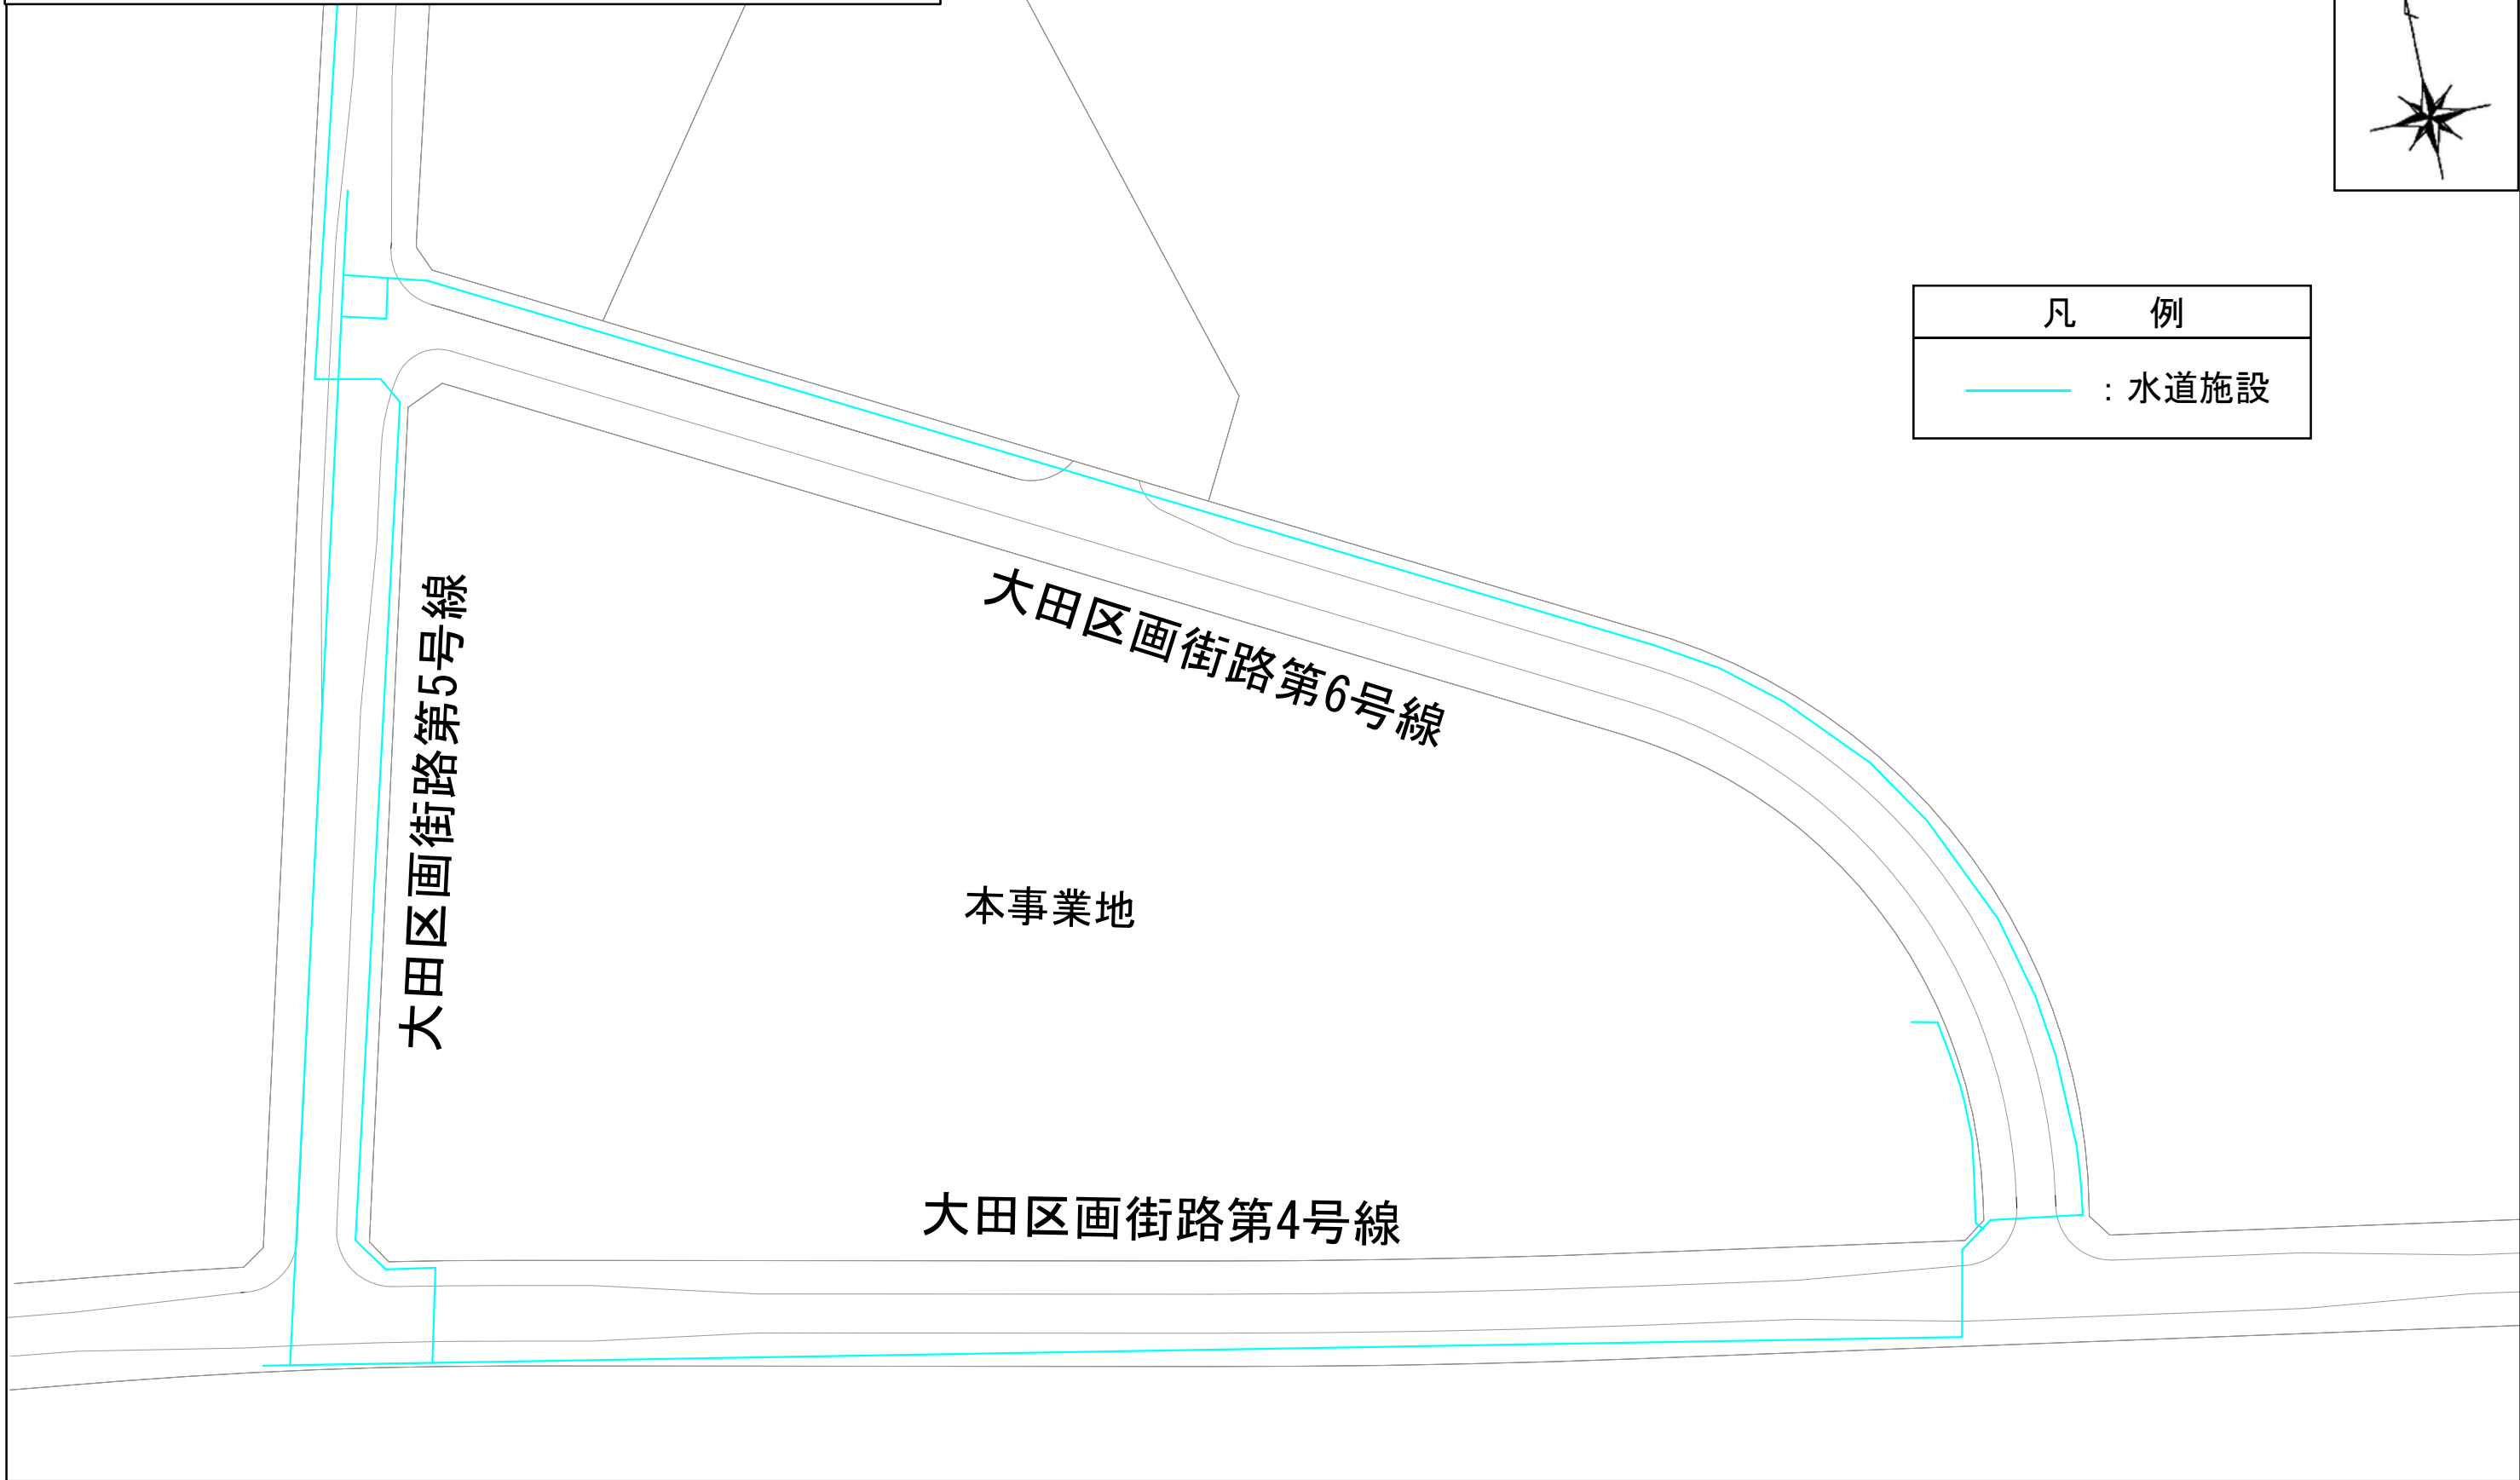 凡 例
: 水道施設
大田区画街路第6号線
大田区画街路第5号線
本事業地
大田区画街路第4号線